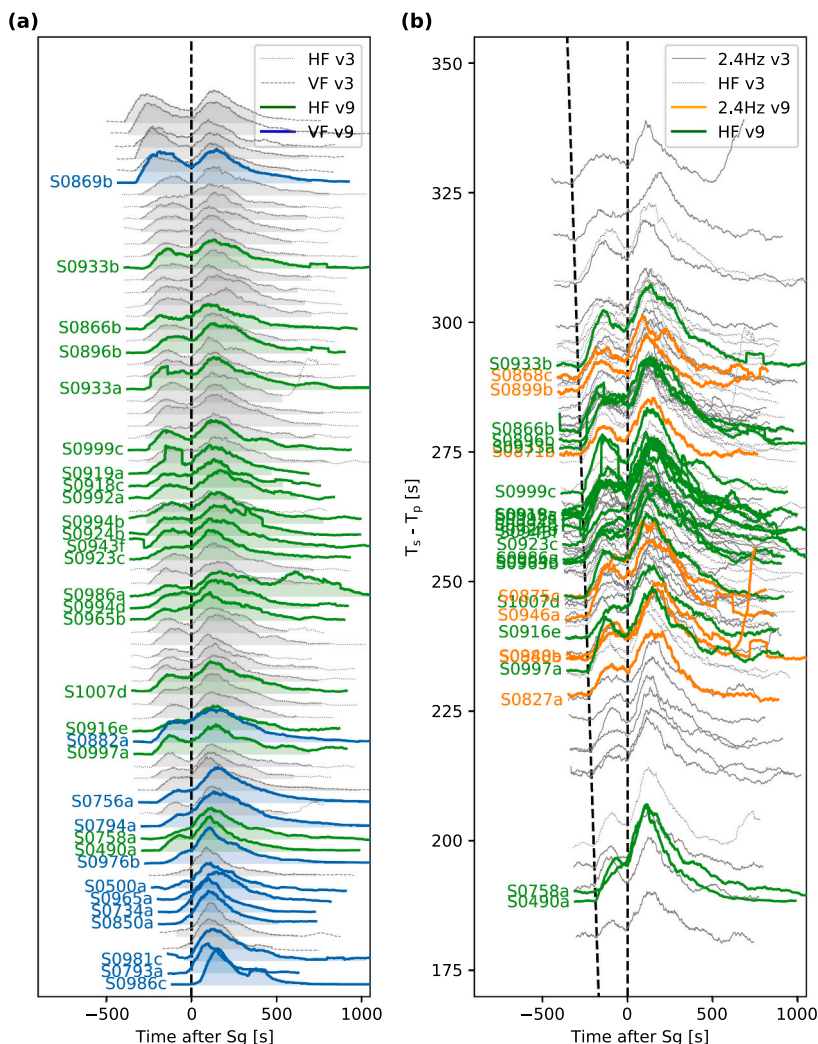 (a)
HF v3
VF v3
HF v9
VF v9
S0869b
S0933b
S0866b
S0896b
S0933a
S0999c
S0919a
S0918c
S0992a
S0994b
S0924b
S0943f
S0923c
S0986a
S0994d
S0965b
S1007d
S0916e
S0882a
S0997a
S0756a
S0794a
S0758a
S0490a
S0976b
S0500a
S0965a
S0734a
S0850a
S0981c
S0793a
S0986c
−500 0 500 1000
Time after Sg [s]
(b)
2.4Hz v3
HF v3
2.4Hz v9
HF v9
350
325
300
275
250
225
200
175
Ts - Tp [s]
S0933b
S0868c
S0899b
S0866b
S0896b
S0933a
S0871b
S0999c
S0923c
S0875c
S1007d
S0946a
S0916e
S0997a
S0827a
S0758a
S0490a
−500 0 500 1000
Time after Sg [s]